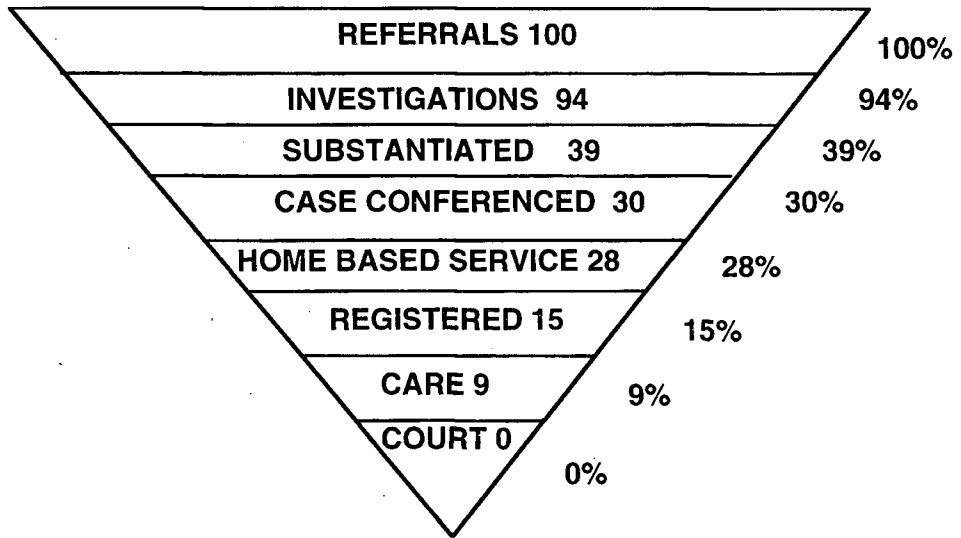 REFERRALS 100
100%
INVESTIGATIONS 94
94%
SUBSTANTIATED 39
39%
CASE CONFERENCED 30
30%
HOME BASED SERVICE 28
28%
REGISTERED 15
15%
CARE 9
9%
COURT 0
0%